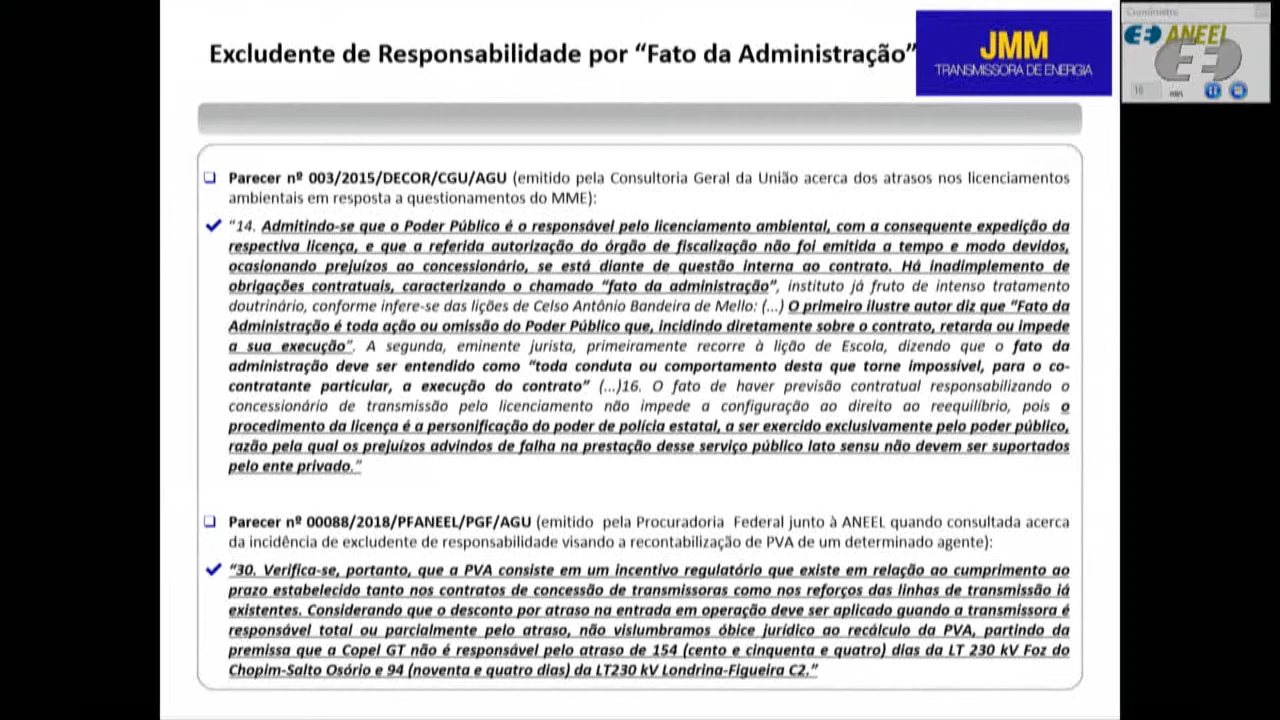 Excludente de Responsabilidade por “Fato da Administração”
JMM
TRANSMISSORA DE ENERGIA
Cronômetro
ANEEL
min
Parecer nº 003/2015/DECOR/CGU/AGU (emitido pela Consultoria Geral da União acerca dos atrasos nos licenciamentos
ambientais em resposta a questionamentos do MME):
“14. Admitindo-se que o Poder Público é o responsável pelo licenciamento ambiental, com a consequente expedição da
respectiva licença, e que a referida autorização do órgão de fiscalização não foi emitida a tempo e modo devidos,
ocasionando prejuízos ao concessionário, se está diante de questão interna ao contrato. Há inadimplemento de
obrigações contratuais, caracterizando o chamado “fato da administração”, instituto já fruto de intenso tratamento
doutrinário, conforme infere-se das lições de Celso Antônio Bandeira de Mello: (...) O primeiro ilustre autor diz que “Fato da
Administração é toda ação ou omissão do Poder Público que, incidindo diretamente sobre o contrato, retarda ou impede
a sua execução”. A segunda, eminente jurista, primeiramente recorre à lição de Escola, dizendo que o fato da
administração deve ser entendido como “toda conduta ou comportamento desta que torne impossível, para o co-
contratante particular, a execução do contrato” (...)16. O fato de haver previsão contratual responsabilizando o
concessionário de transmissão pelo licenciamento não impede a configuração ao direito ao reequilíbrio, pois o
procedimento da licença é a personificação do poder de polícia estatal, a ser exercido exclusivamente pelo poder público,
razão pela qual os prejuízos advindos de falha na prestação desse serviço público lato sensu não devem ser suportados
pelo ente privado.”
Parecer nº 00088/2018/PFANEEL/PGF/AGU (emitido pela Procuradoria Federal junto à ANEEL quando consultada acerca
da incidência de excludente de responsabilidade visando a recontabilização de PVA de um determinado agente):
“30. Verifica-se, portanto, que a PVA consiste em um incentivo regulatório que existe em relação ao cumprimento ao
prazo estabelecido tanto nos contratos de concessão de transmissoras como nos reforços das linhas de transmissão já
existentes. Considerando que o desconto por atraso na entrada em operação deve ser aplicado quando a transmissora é
responsável total ou parcialmente pelo atraso, não vislumbramos óbice jurídico ao recálculo da PVA, partindo da
premissa que a Copel GT não é responsável pelo atraso de 154 (cento e cinquenta e quatro) dias da LT 230 kV Foz do
Chopim-Salto Osório e 94 (noventa e quatro dias) da LT230 kV Londrina-Figueira C2.”